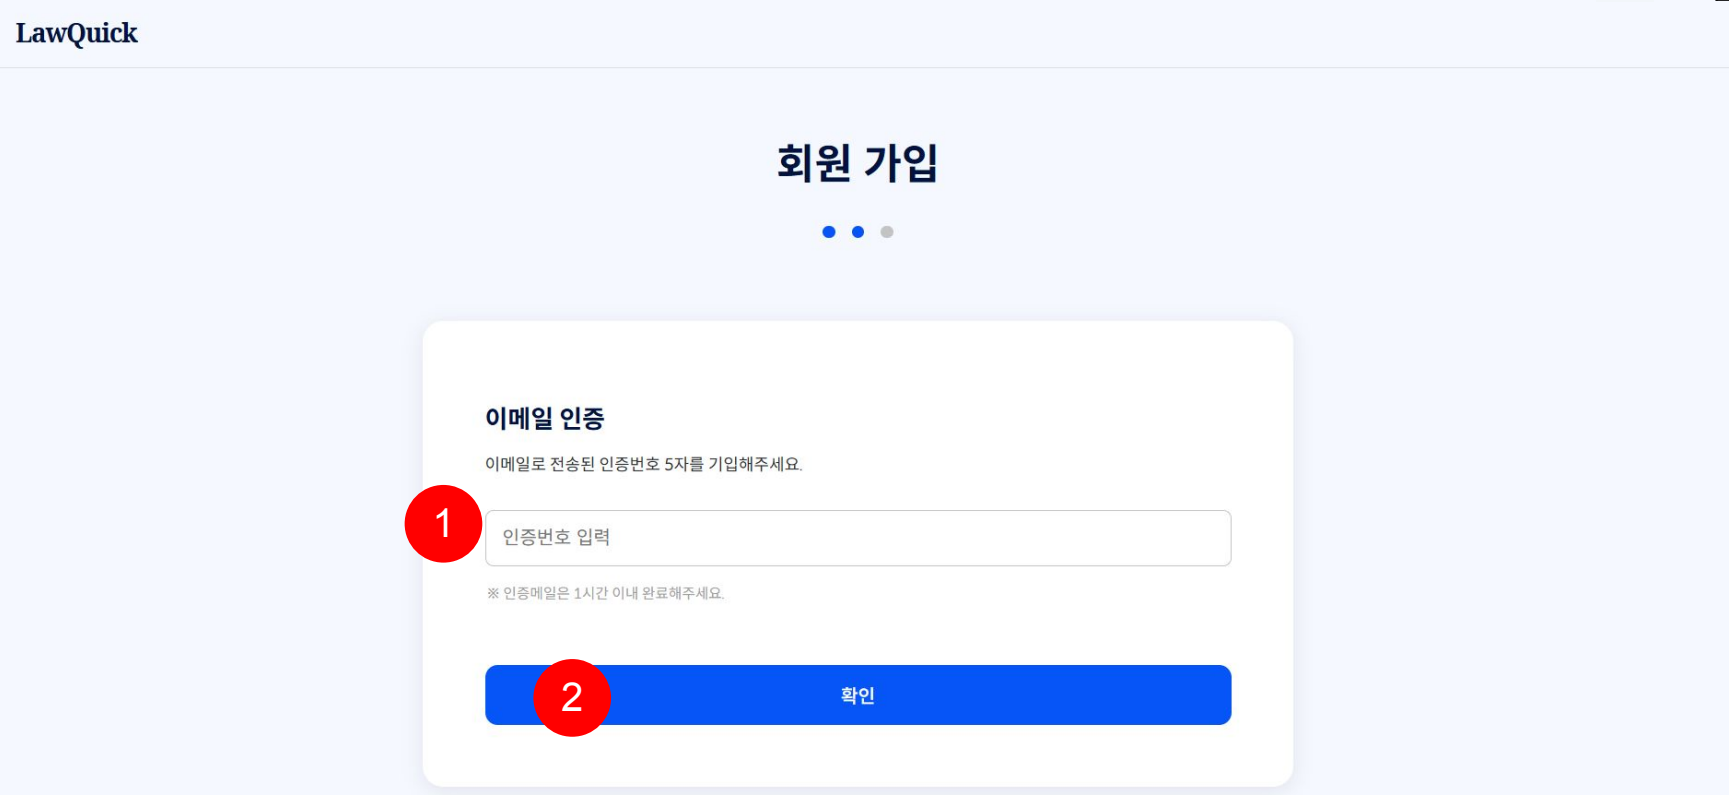 LawQuick
회원 가입
이메일 인증
이메일로 전송된 인증번호 5자를 기입해주세요.
1
인증번호 입력
※ 인증메일은 1시간 이내 완료해주세요.
2
확인